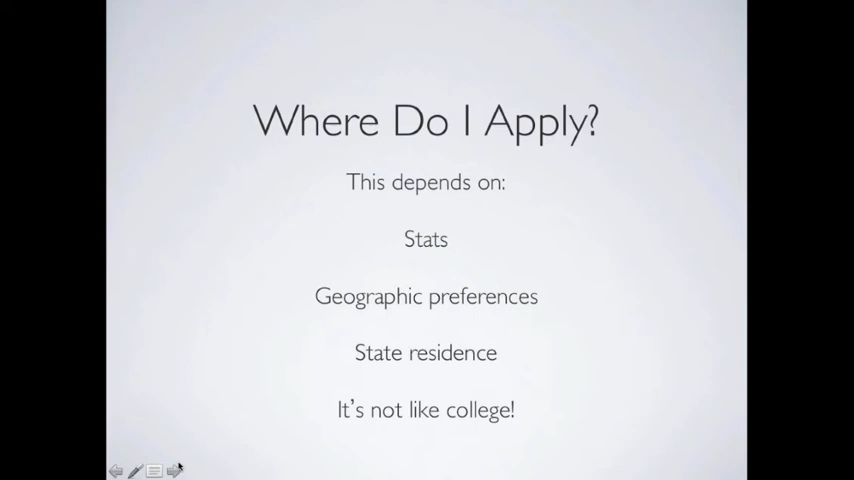 Where Do I Apply?
This depends on:
Stats
Geographic preferences
State residence
It's not like college!